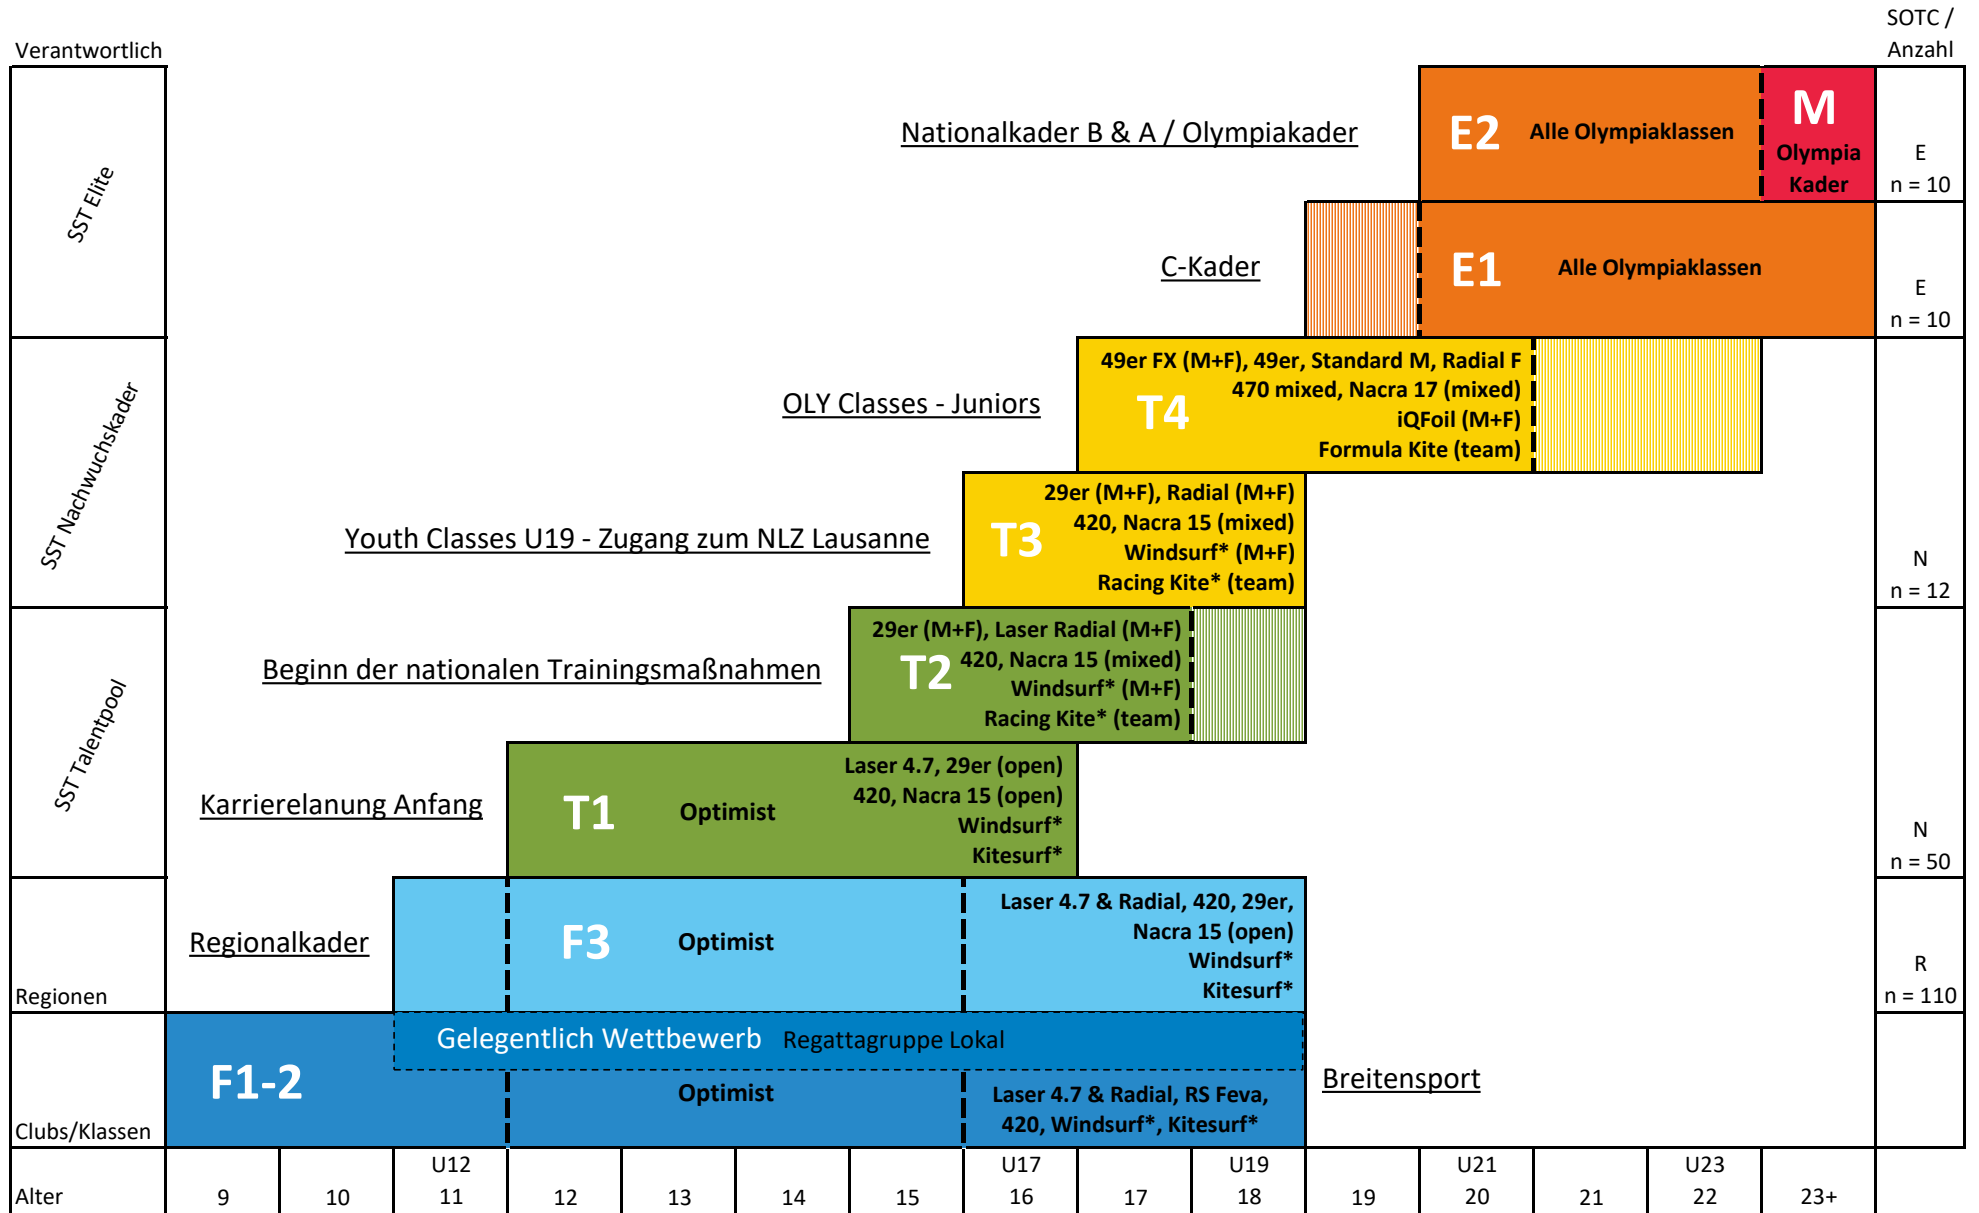 SOTC /
Verantwortlich
Anzahl
SST Elite
Nationalkader B & A / Olympiakader
E2
Alle Olympiaklassen
M
Olympia
Kader
E
n = 10
C-Kader
E1
Alle Olympiaklassen
E
n = 10
SST Nachwuchskader
OLY Classes - Juniors
T4
49er FX (M+F), 49er, Standard M, Radial F
470 mixed, Nacra 17 (mixed)
iQFoil (M+F)
Formula Kite (team)
Youth Classes U19 - Zugang zum NLZ Lausanne
T3
29er (M+F), Radial (M+F)
420, Nacra 15 (mixed)
Windsurf* (M+F)
Racing Kite* (team)
N
n = 12
SST Talentpool
Beginn der nationalen Trainingsmaßnahmen
T2
29er (M+F), Laser Radial (M+F)
420, Nacra 15 (mixed)
Windsurf* (M+F)
Racing Kite* (team)
Karrierelanung Anfang
T1
Optimist
Laser 4.7, 29er (open)
420, Nacra 15 (open)
Windsurf*
Kitesurf*
N
n = 50
Regionen
Regionalkader
F3
Optimist
Laser 4.7 & Radial, 420, 29er,
Nacra 15 (open)
Windsurf*
Kitesurf*
R
n = 110
Clubs/Klassen
F1-2
Gelegentlich Wettbewerb Regattagruppe Lokal
Optimist
Laser 4.7 & Radial, RS Feva,
420, Windsurf*, Kitesurf*
Breitensport
U12 U17 U19 U21 U23
Alter 9 10 11 12 13 14 15 16 17 18 19 20 21 22 23+